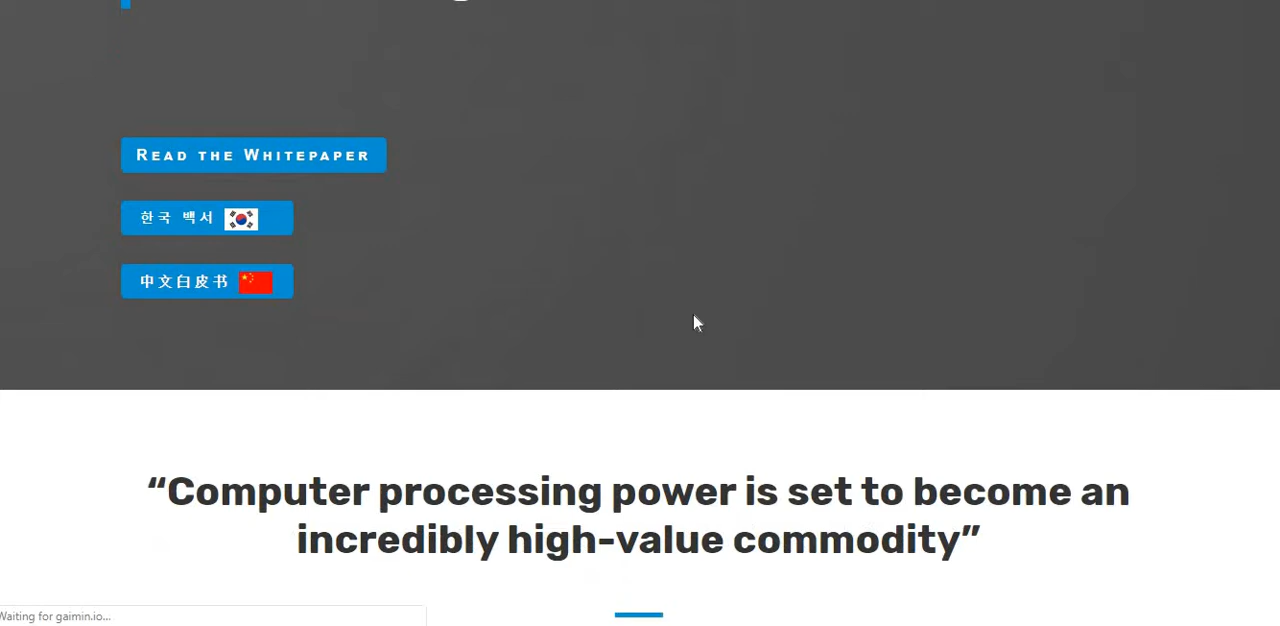 Read the Whitepaper
한국 백서
中文白皮书
“Computer processing power is set to become an
incredibly high-value commodity”
Waiting for gaimin.io...